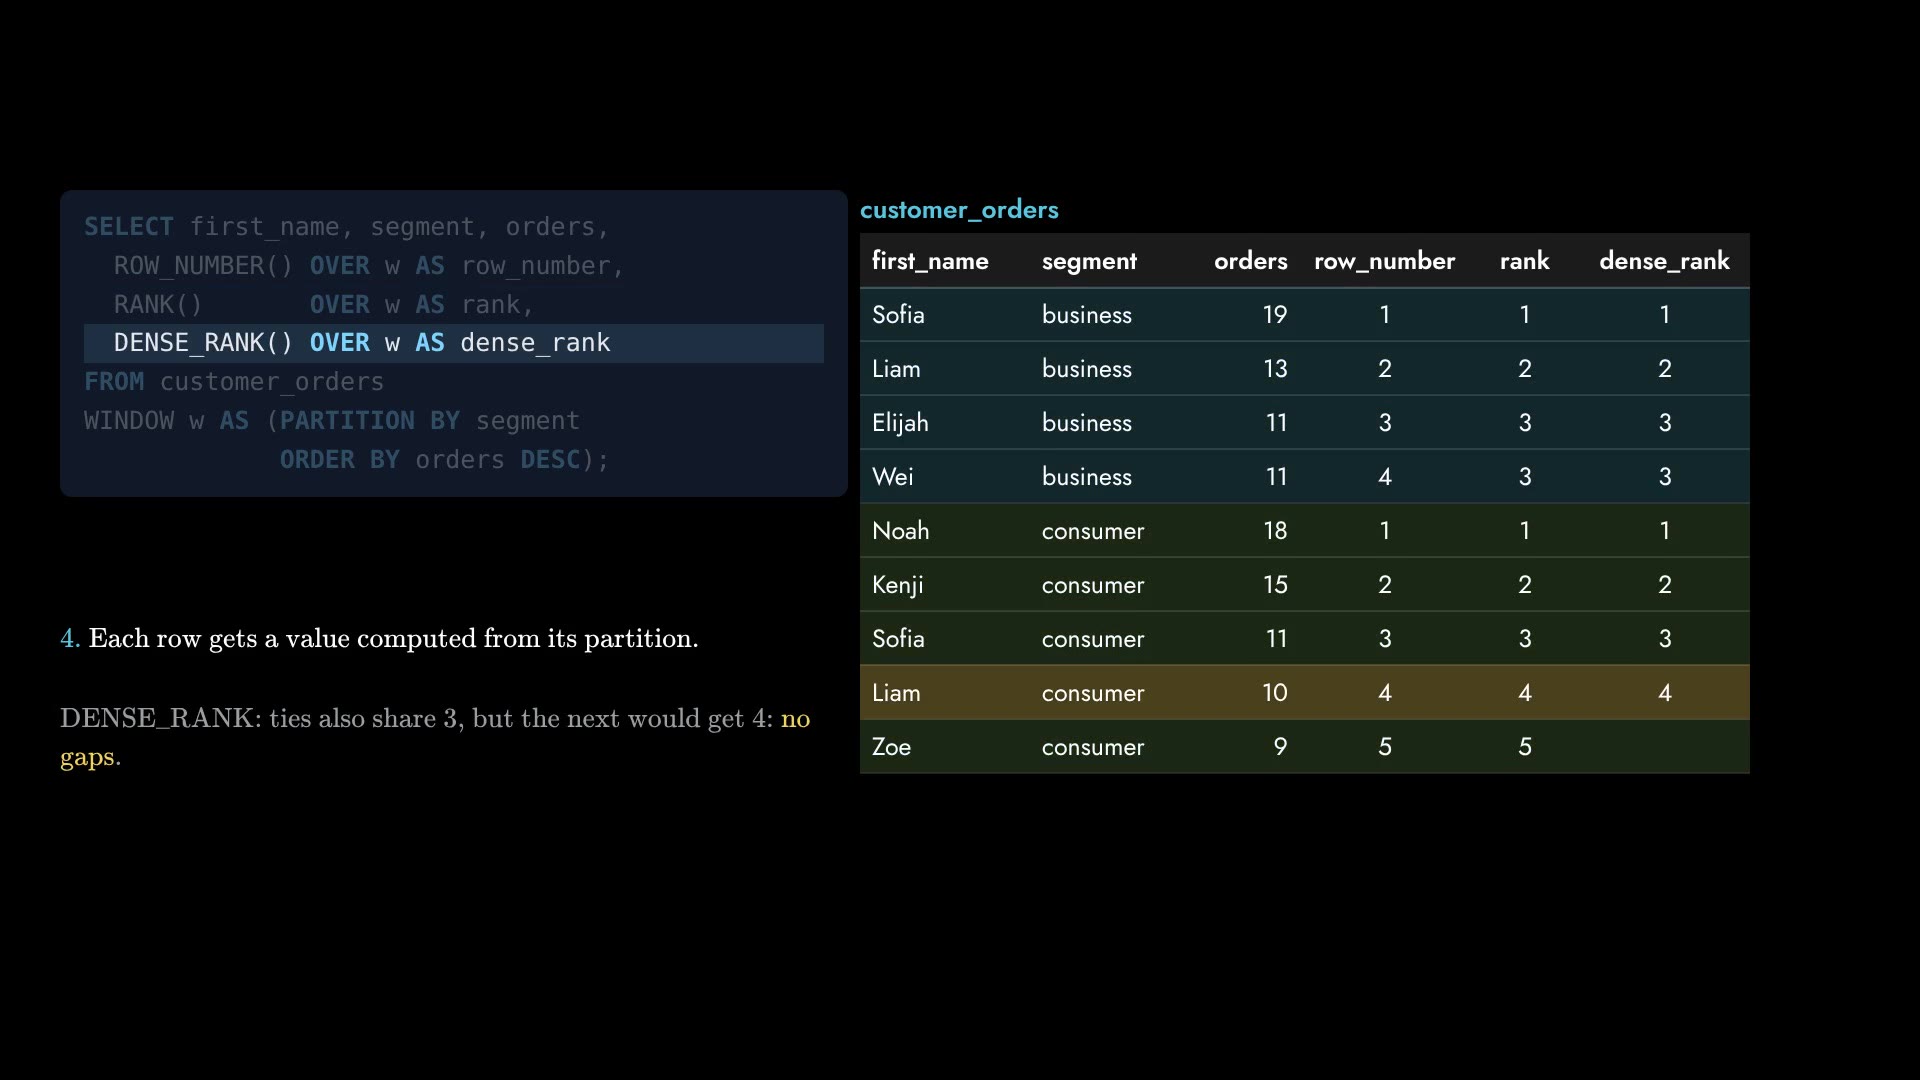 SELECT first_name, segment, orders,
  ROW_NUMBER() OVER w AS row_number,
  RANK()       OVER w AS rank,
  DENSE_RANK() OVER w AS dense_rank
FROM customer_orders
WINDOW w AS (PARTITION BY segment
             ORDER BY orders DESC);
4. Each row gets a value computed from its partition.
DENSE_RANK: ties also share 3, but the next would get 4: no
gaps.
customer_orders
first_name segment orders row_number rank dense_rank
Sofia business 19 1 1 1
Liam business 13 2 2 2
Elijah business 11 3 3 3
Wei business 11 4 3 3
Noah consumer 18 1 1 1
Kenji consumer 15 2 2 2
Sofia consumer 11 3 3 3
Liam consumer 10 4 4 4
Zoe consumer 9 5 5